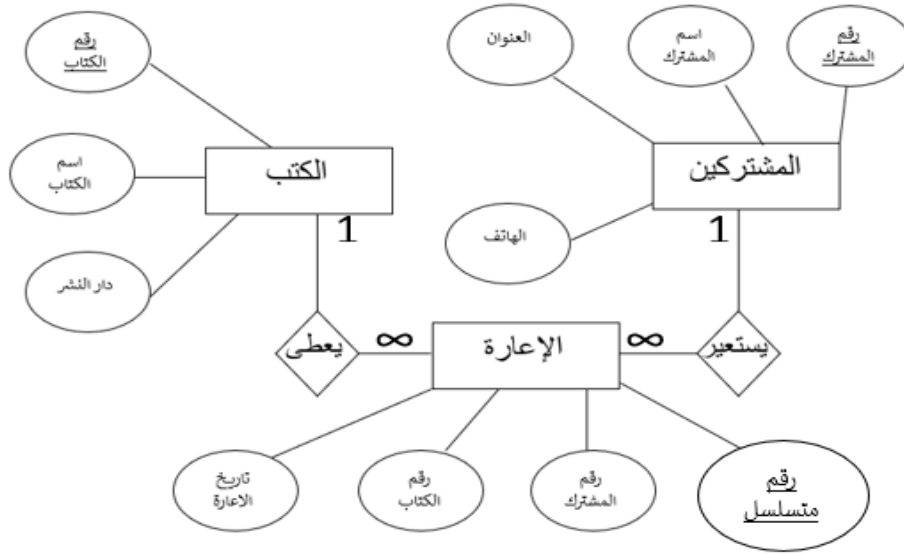 رقم
المشترك
اسم
المشترك
العنوان
رقم
الكتاب
المشتركين
الكتب
اسم
الكتاب
1
1
الهاتف
دار النشر
يستعير
∞
الإعارة
∞
يعطى
رقم
متسلسل
رقم
المشترك
رقم
الكتاب
تاريخ
الاعارة